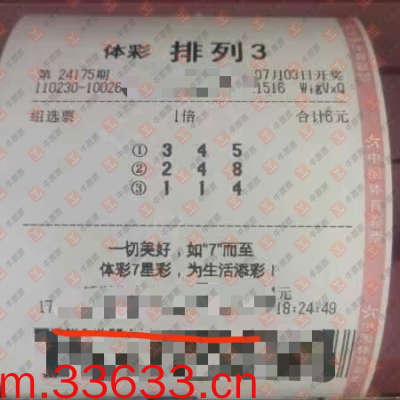 体彩 排列3
第 24175期 07月03日开奖
110230-10026 1516 WigVxQ
组选票 1倍 合计6元
① 3 4 5
② 2 4 8
③ 1 1 4
一切美好，如“7”而至
体彩7星彩，为生活添彩！
元
17 18:24:49
m.33633.cn